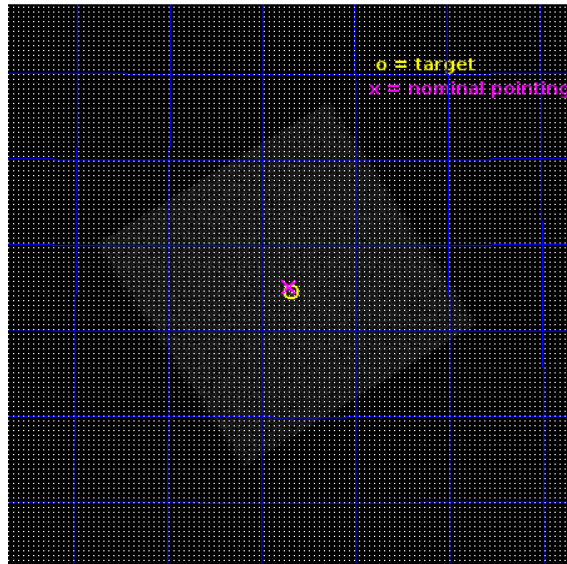 o = target
x = nominal pointing